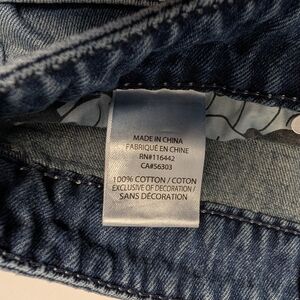 MADE IN CHINA
FABRIQUÉ EN CHINE
RN#116442
CA#56303
100% COTTON / COTON
EXCLUSIVE OF DECORATION /
SANS DÉCORATION